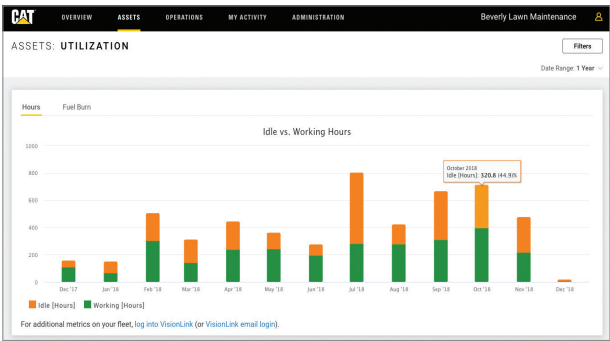 CAT OVERVIEW ASSETS OPERATIONS MY ACTIVITY ADMINISTRATION Beverly Lawn Maintenance
ASSETS: UTILIZATION Filters
Date Range: 1 Year
Hours Fuel Burn
Idle vs. Working Hours
1000
October 2018
800
Idle [Hours]: 320.8 (44.9)%
600
400
200
0
Dec '17 Jan '18 Feb '18 Mar '18 Apr '18 May '18 Jun '18 Jul '18 Aug '18 Sep '18 Oct '18 Nov '18 Dec '18
Idle [Hours] Working [Hours]
For additional metrics on your fleet, log into VisionLink (or VisionLink email login).